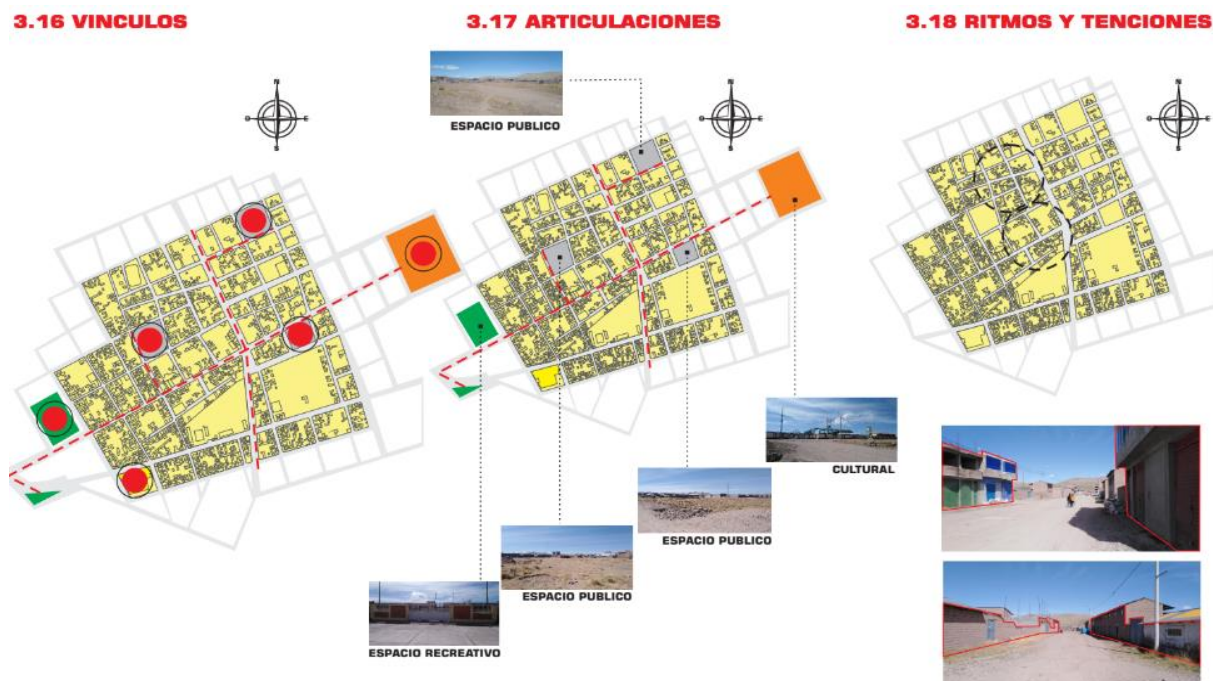 3.16 VINCULOS
3.17 ARTICULACIONES
3.18 RITMOS Y TENCIONES
N
O
E
S
N
O
E
S
N
O
E
S
ESPACIO PUBLICO
CULTURAL
ESPACIO PUBLICO
ESPACIO PUBLICO
ESPACIO RECREATIVO